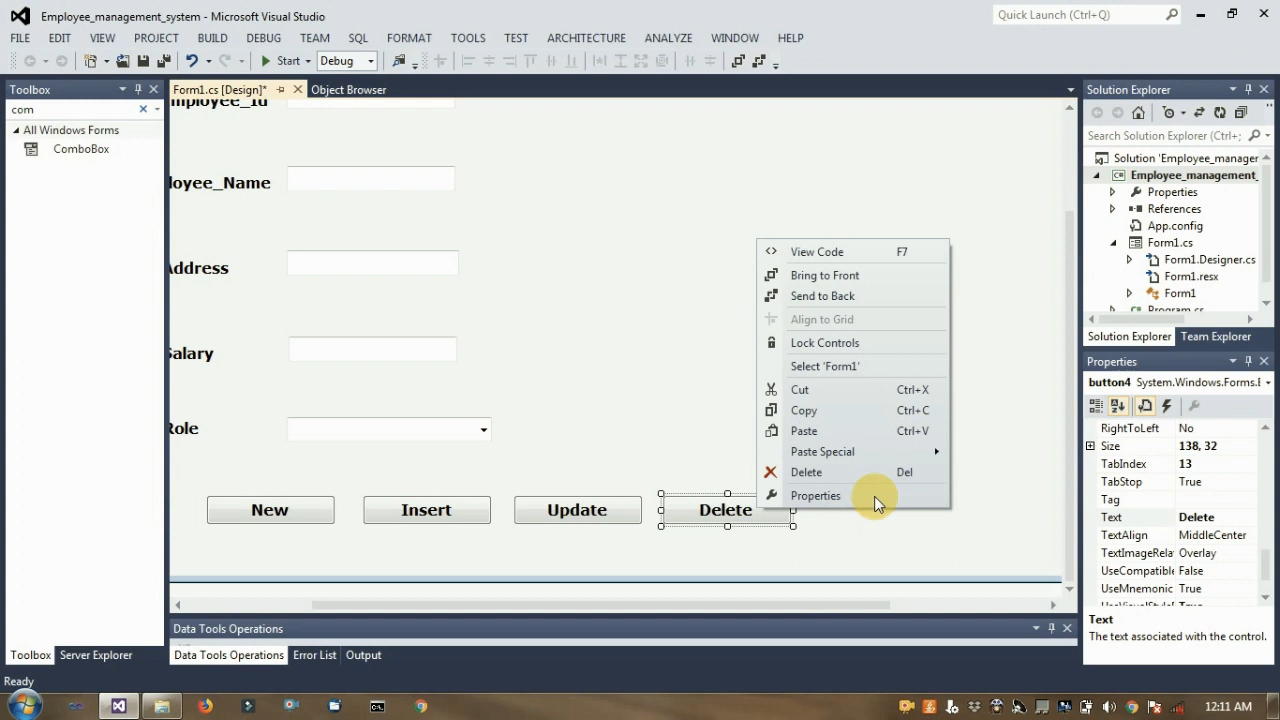 Employee_management_system - Microsoft Visual Studio
Quick Launch (Ctrl+Q)
FILE EDIT VIEW PROJECT BUILD DEBUG TEAM SQL FORMAT TOOLS TEST ARCHITECTURE ANALYZE WINDOW HELP
Start Debug
Toolbox
com
All Windows Forms
ComboBox
Form1.cs [Design]* Object Browser
mployee_Id
loyee_Name
Address
Salary
Role
New Insert Update Delete
View Code F7
Bring to Front
Send to Back
Align to Grid
Lock Controls
Select 'Form1'
Cut Ctrl+X
Copy Ctrl+C
Paste Ctrl+V
Paste Special
Delete Del
Properties
Solution Explorer
Search Solution Explorer (Ctrl+;
Solution 'Employee_manager
Employee_management_
Properties
References
App.config
Form1.cs
Form1.Designer.cs
Form1.resx
Form1
Program.cs
Solution Explorer Team Explorer
Properties
button4 System.Windows.Forms.E
RightToLeft No
Size 138, 32
TabIndex 13
TabStop True
Tag
Text Delete
TextAlign MiddleCenter
TextImageRela Overlay
UseCompatible False
UseMnemonic True
UseVisualStyleB True
Text
The text associated with the control.
Data Tools Operations
Toolbox Server Explorer
Data Tools Operations Error List Output
Ready
12:11 AM